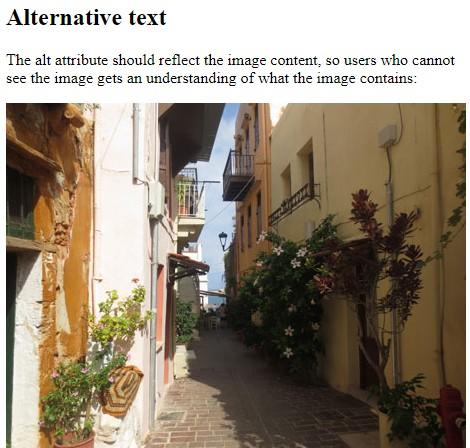 Alternative text
The alt attribute should reflect the image content, so users who cannot
see the image gets an understanding of what the image contains: